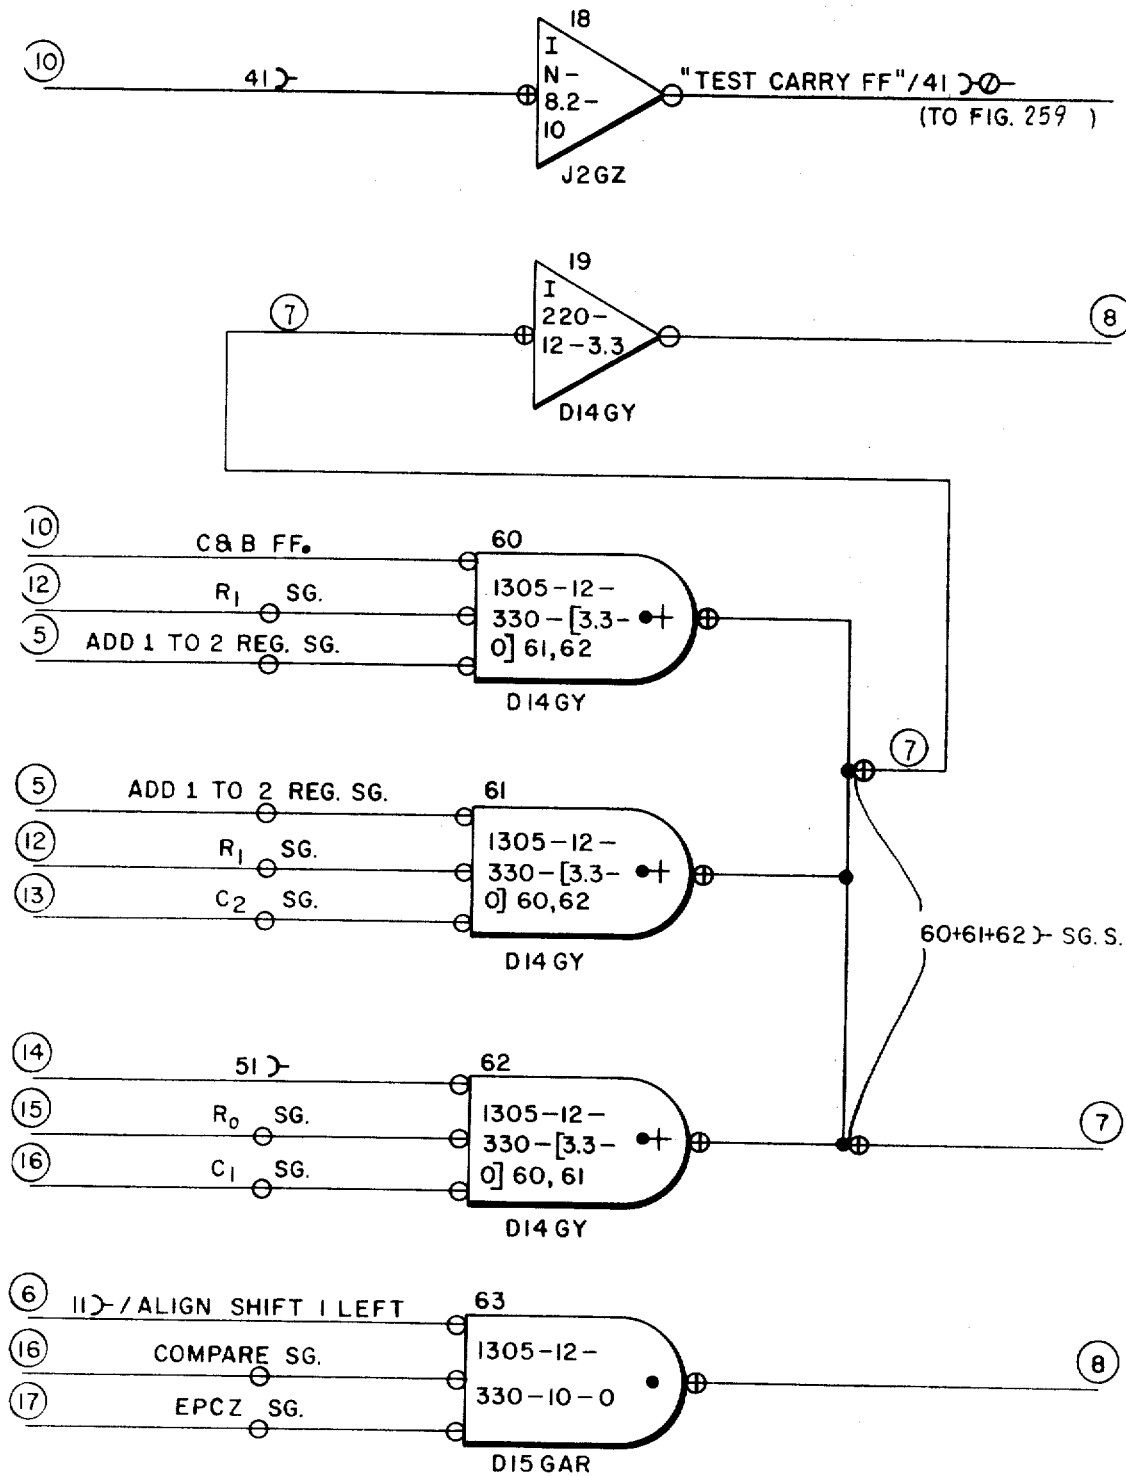 18
10
41
I
N-
8.2-
10
"TEST CARRY FF"/41
(TO FIG. 259 )
J2GZ
19
7
I
220-
12-3.3
8
D14GY
10
C&B FF.
60
12
R1 SG.
1305-12-
330-[3.3-
0] 61,62
5
ADD 1 TO 2 REG. SG.
D14GY
7
5
ADD 1 TO 2 REG. SG.
61
12
R1 SG.
1305-12-
330-[3.3-
0] 60,62
13
C2 SG.
60+61+62 SG. S.
D14GY
14
51
62
15
R0 SG.
1305-12-
330-[3.3-
0] 60,61
7
16
C1 SG.
D14GY
6
11 /ALIGN SHIFT 1 LEFT
63
16
COMPARE SG.
1305-12-
330-10-0
8
17
EPCZ SG.
D15GAR